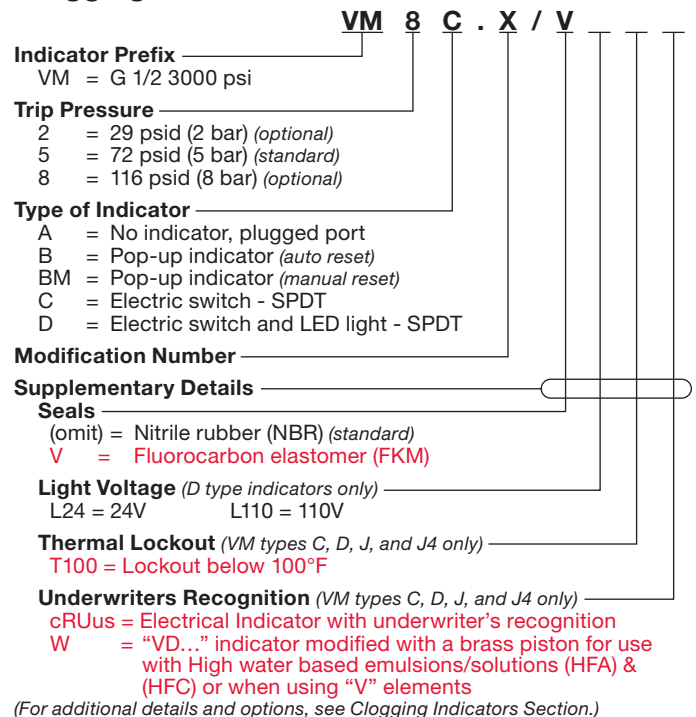 VM 8 C . X / V
Indicator Prefix
VM = G 1/2 3000 psi
Trip Pressure
2 = 29 psid (2 bar) (optional)
5 = 72 psid (5 bar) (standard)
8 = 116 psid (8 bar) (optional)
Type of Indicator
A = No indicator, plugged port
B = Pop-up indicator (auto reset)
BM = Pop-up indicator (manual reset)
C = Electric switch - SPDT
D = Electric switch and LED light - SPDT
Modification Number
Supplementary Details
Seals
(omit) = Nitrile rubber (NBR) (standard)
V = Fluorocarbon elastomer (FKM)
Light Voltage (D type indicators only)
L24 = 24V L110 = 110V
Thermal Lockout (VM types C, D, J, and J4 only)
T100 = Lockout below 100°F
Underwriters Recognition (VM types C, D, J, and J4 only)
cRUus = Electrical Indicator with underwriter's recognition
W = “VD...” indicator modified with a brass piston for use
with High water based emulsions/solutions (HFA) &
(HFC) or when using “V” elements
(For additional details and options, see Clogging Indicators Section.)